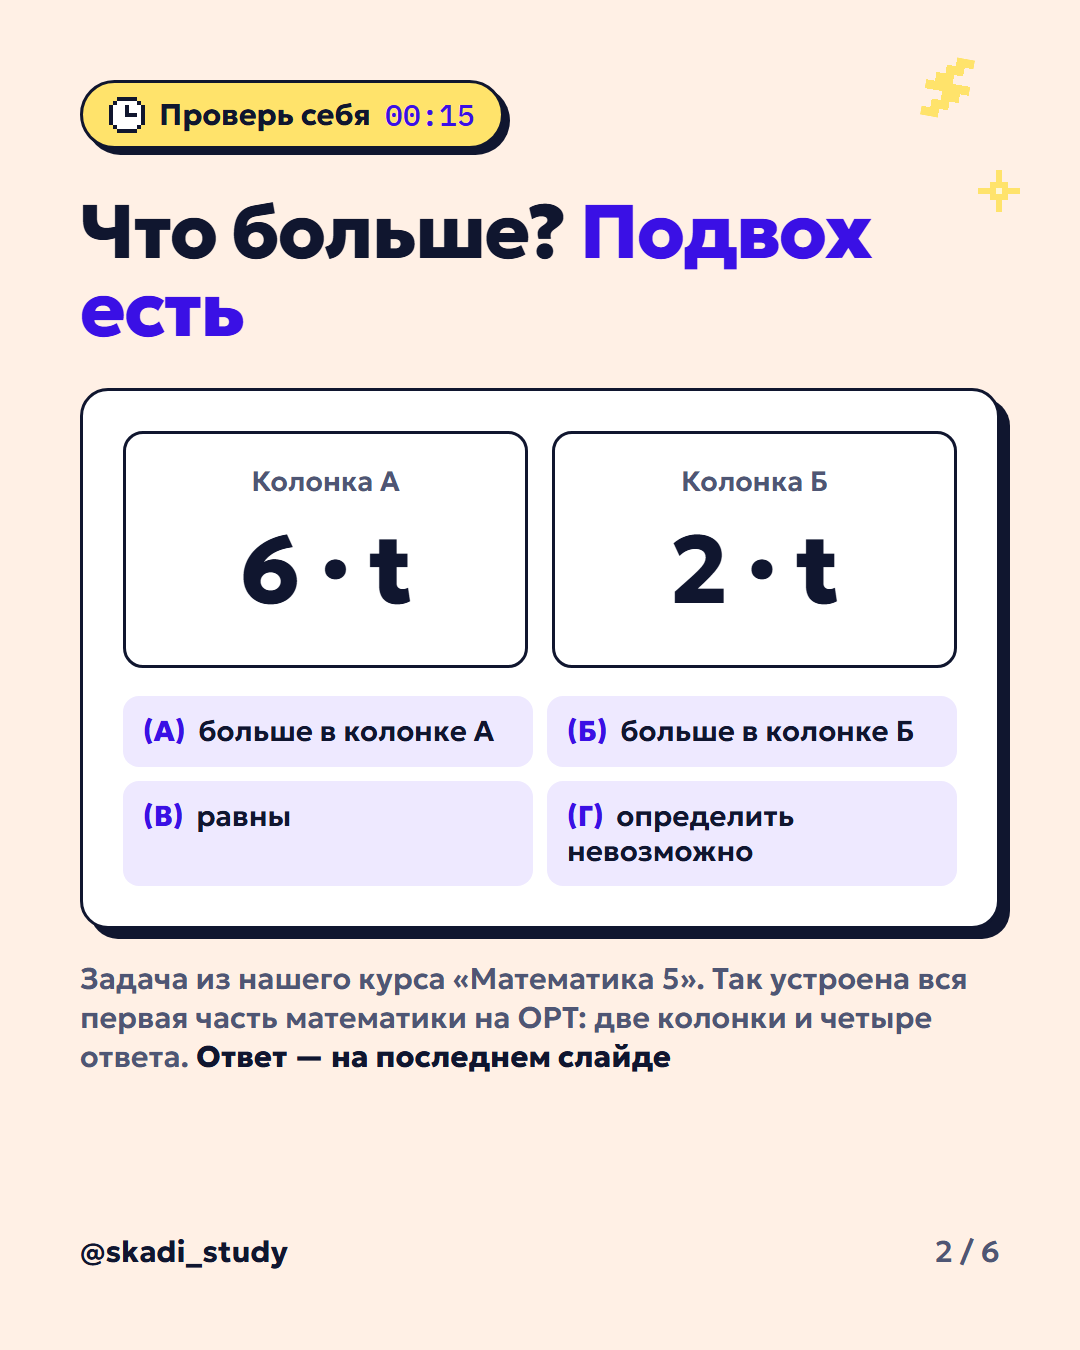 Проверь себя 00:15
Что больше? Подвох
есть
Колонка А
6 · t
Колонка Б
2 · t
(А) больше в колонке А
(Б) больше в колонке Б
(В) равны
(Г) определить
невозможно
Задача из нашего курса «Математика 5». Так устроена вся
первая часть математики на ОРТ: две колонки и четыре
ответа. Ответ — на последнем слайде
@skadi_study
2 / 6